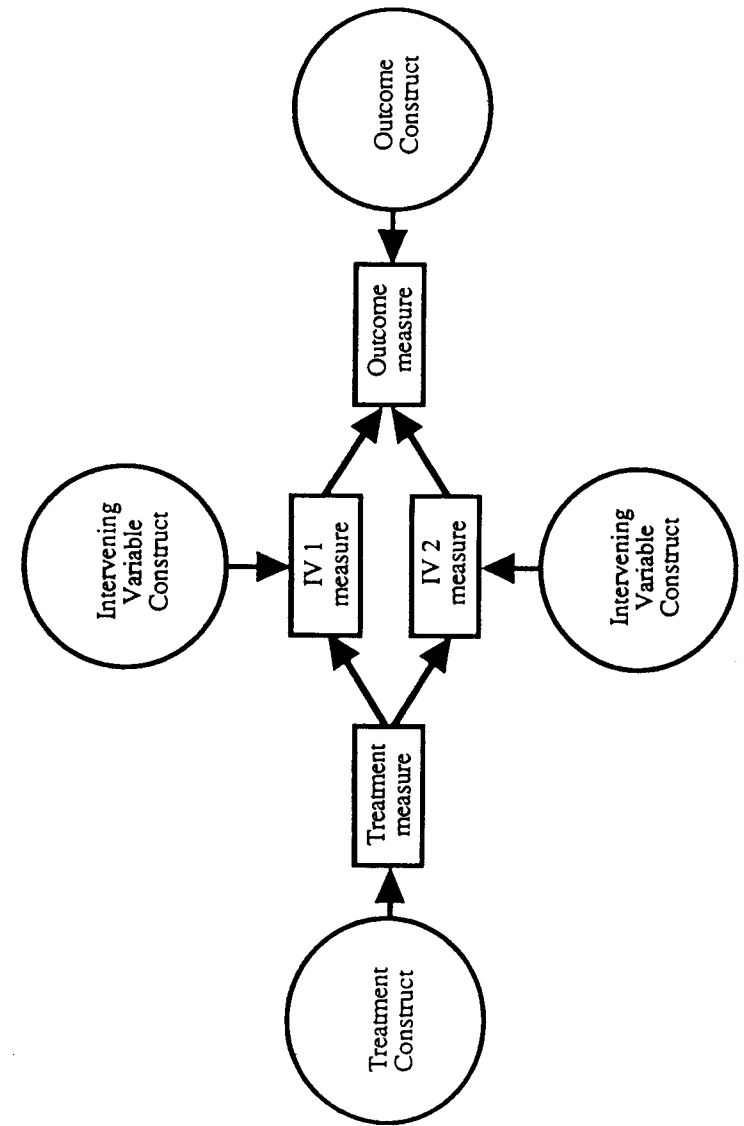 Treatment
Construct
Treatment
measure
Intervening
Variable
Construct
IV 1
measure
IV 2
measure
Intervening
Variable
Construct
Outcome
measure
Outcome
Construct